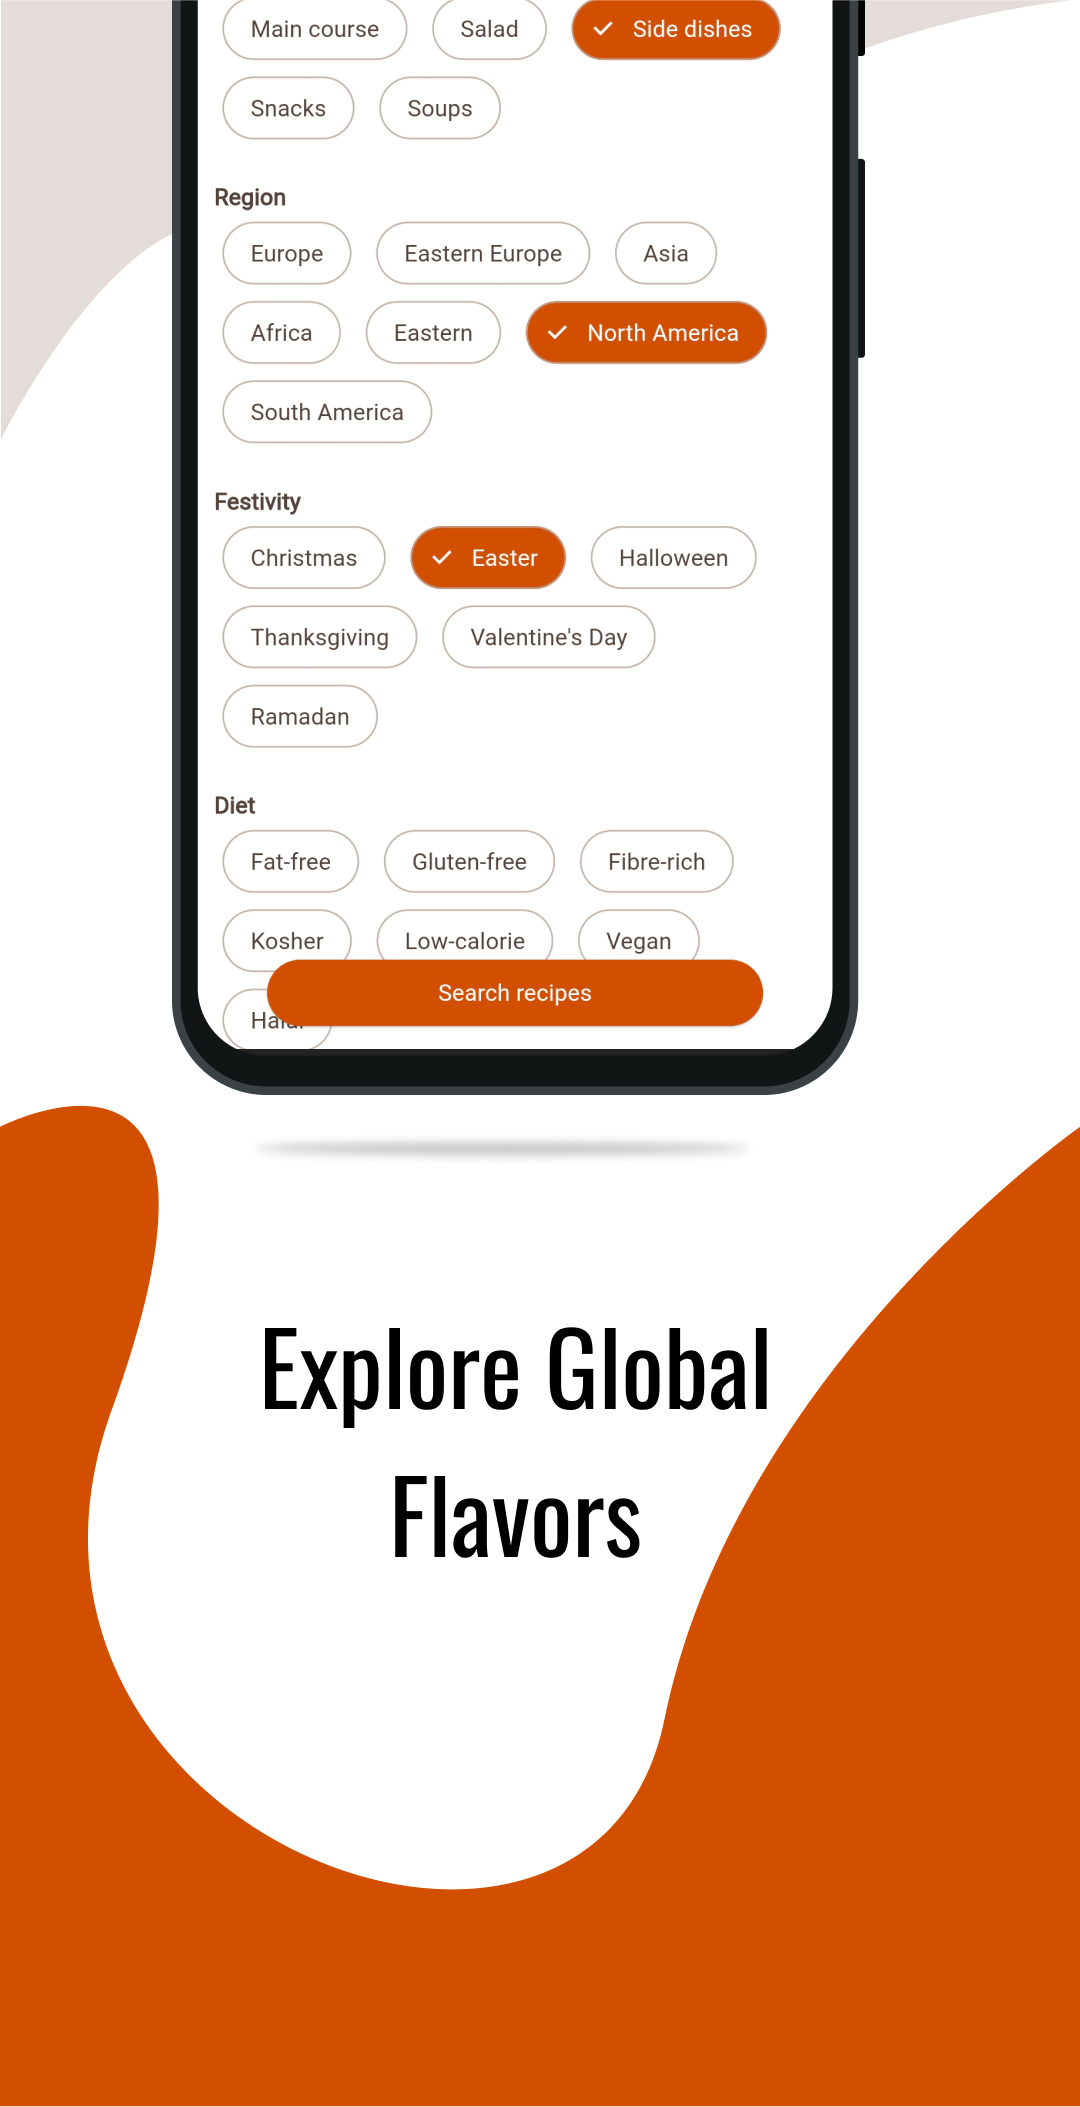 Main course Salad Side dishes
Snacks Soups
Region
Europe Eastern Europe Asia
Africa Eastern North America
South America
Festivity
Christmas Easter Halloween
Thanksgiving Valentine's Day
Ramadan
Diet
Fat-free Gluten-free Fibre-rich
Kosher Low-calorie Vegan
Search recipes
Halal
Explore Global
Flavors